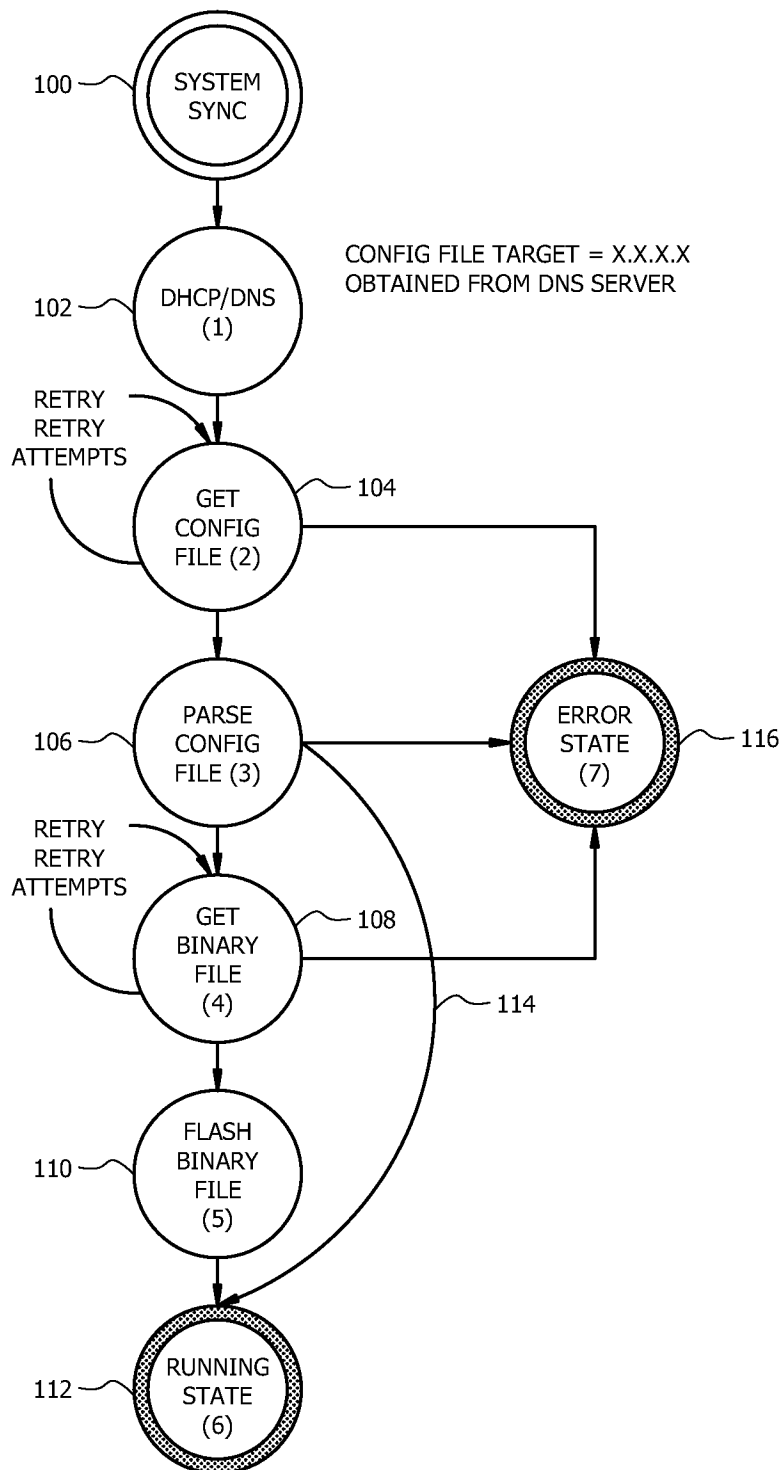 100
SYSTEM
SYNC
CONFIG FILE TARGET = X.X.X.X
OBTAINED FROM DNS SERVER
102
DHCP/DNS
(1)
RETRY
RETRY
ATTEMPTS
104
GET
CONFIG
FILE (2)
106
PARSE
CONFIG
FILE (3)
ERROR
STATE
(7)
116
RETRY
RETRY
ATTEMPTS
108
GET
BINARY
FILE
(4)
114
110
FLASH
BINARY
FILE
(5)
112
RUNNING
STATE
(6)